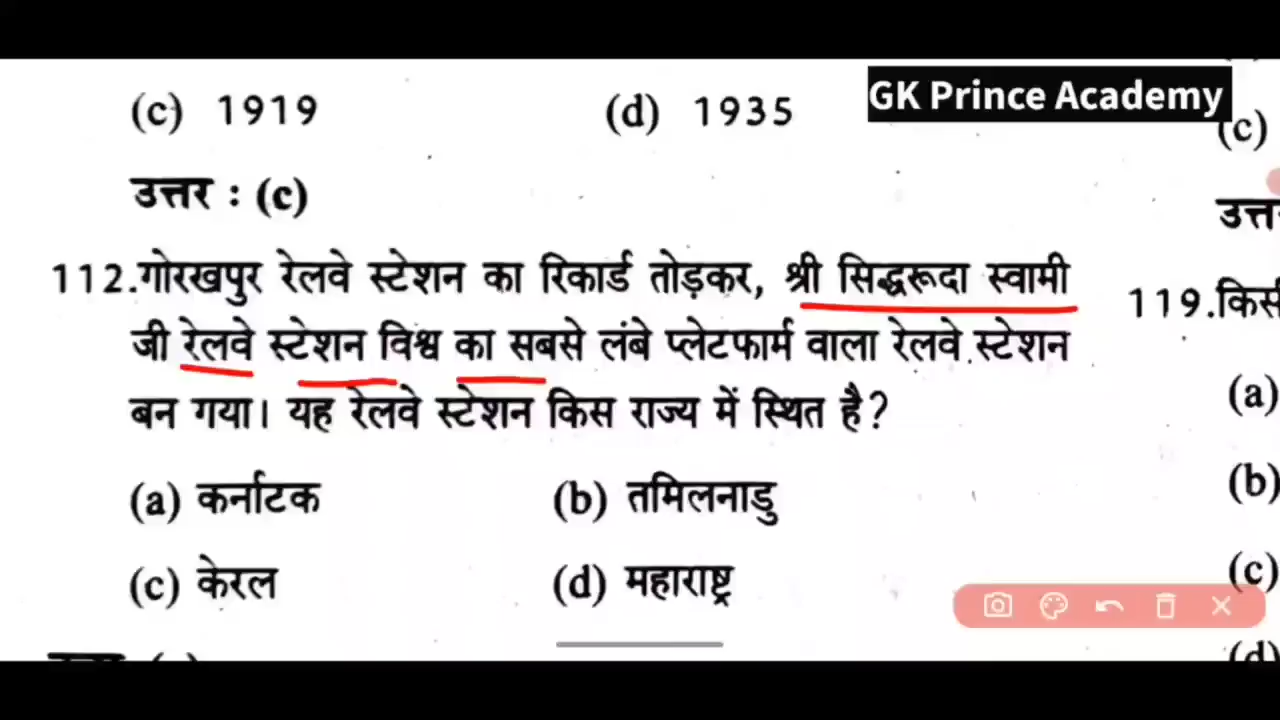 GK Prince Academy
(c) 1919 (d) 1935
उत्तर : (c)
112.गोरखपुर रेलवे स्टेशन का रिकार्ड तोड़कर, श्री सिद्धरूदा स्वामी
जी रेलवे स्टेशन विश्व का सबसे लंबे प्लेटफार्म वाला रेलवे स्टेशन
बन गया। यह रेलवे स्टेशन किस राज्य में स्थित है?
(a) कर्नाटक (b) तमिलनाडु
(c) केरल (d) महाराष्ट्र
(c)
119.
(a)
(b)
(c)
(d)